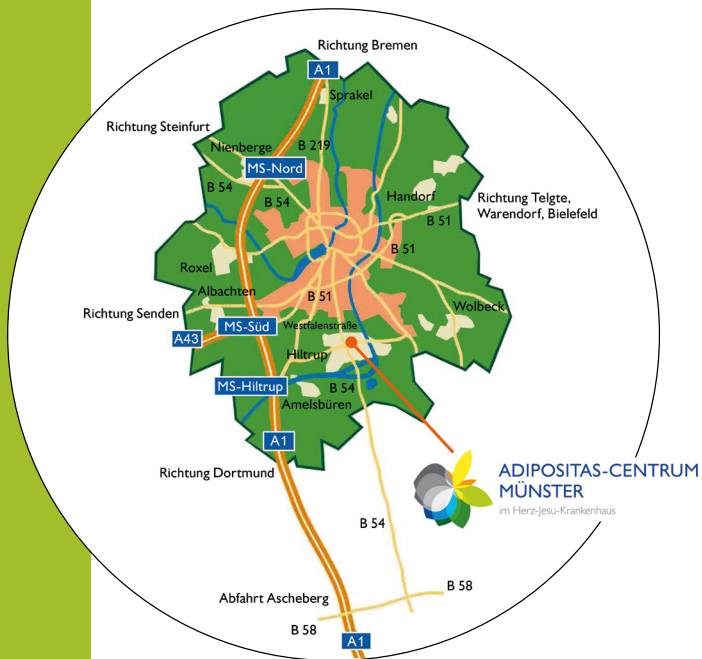 Richtung Bremen
A1
Sprakel
Richtung Steinfurt
Nienberge
B 219
MS-Nord
B 54
B 54
Handorf
Richtung Telgte,
Warendorf, Bielefeld
B 51
B 51
Roxel
Albachten
B 51
Wolbeck
Richtung Senden
MS-Süd
Westfalenstraße
A43
Hiltrup
MS-Hiltrup
B 54
Amelsbüren
A1
Richtung Dortmund
ADIPOSITAS-CENTRUM
MÜNSTER
im Herz-Jesu-Krankenhaus
B 54
Abfahrt Ascheberg
B 58
B 58
A1